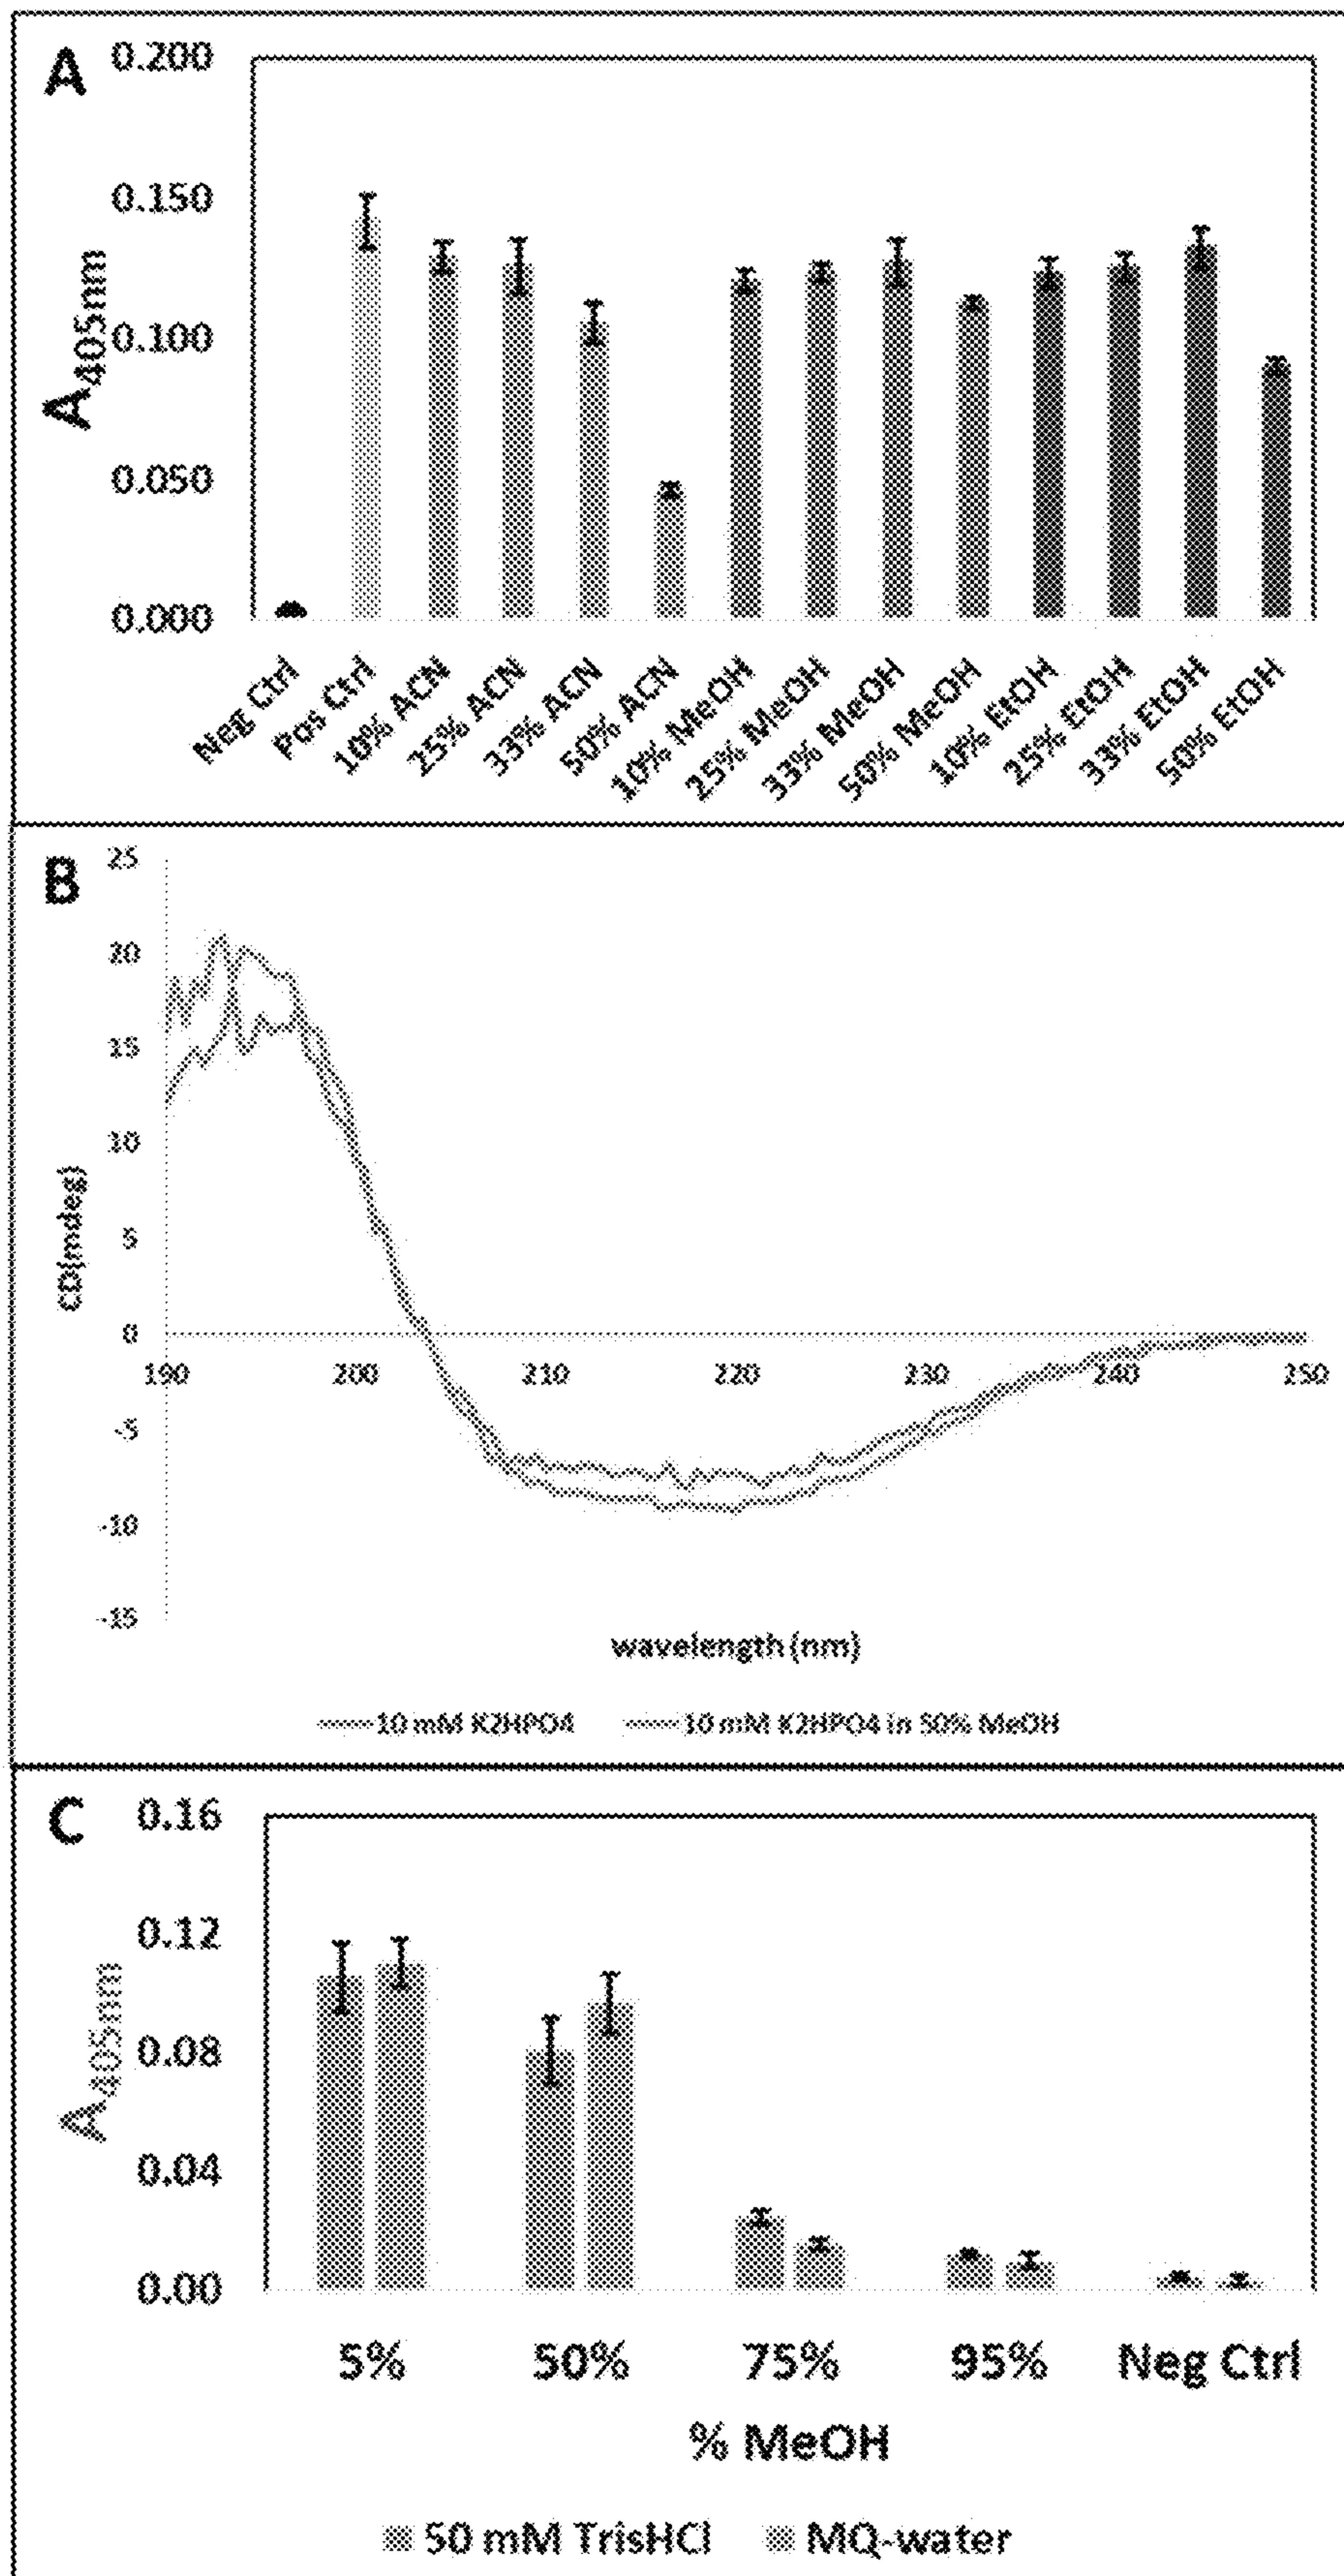 A
0.200
0.150
0.100
0.050
0.000
A405nm
Neg Ctrl
Pos Ctrl
10% ACN
25% ACN
33% ACN
50% ACN
10% MeOH
25% MeOH
33% MeOH
50% MeOH
10% EtOH
25% EtOH
33% EtOH
50% EtOH
B
25
20
15
10
5
0
-5
-10
-15
CD(mdeg)
190 200 210 220 230 240 250
wavelength (nm)
10 mM K2HPO4 10 mM K2HPO4 in 50% MeOH
C
0.16
0.12
0.08
0.04
0.00
A405nm
5% 50% 75% 95% Neg Ctrl
% MeOH
50 mM TrisHCl MQ-water